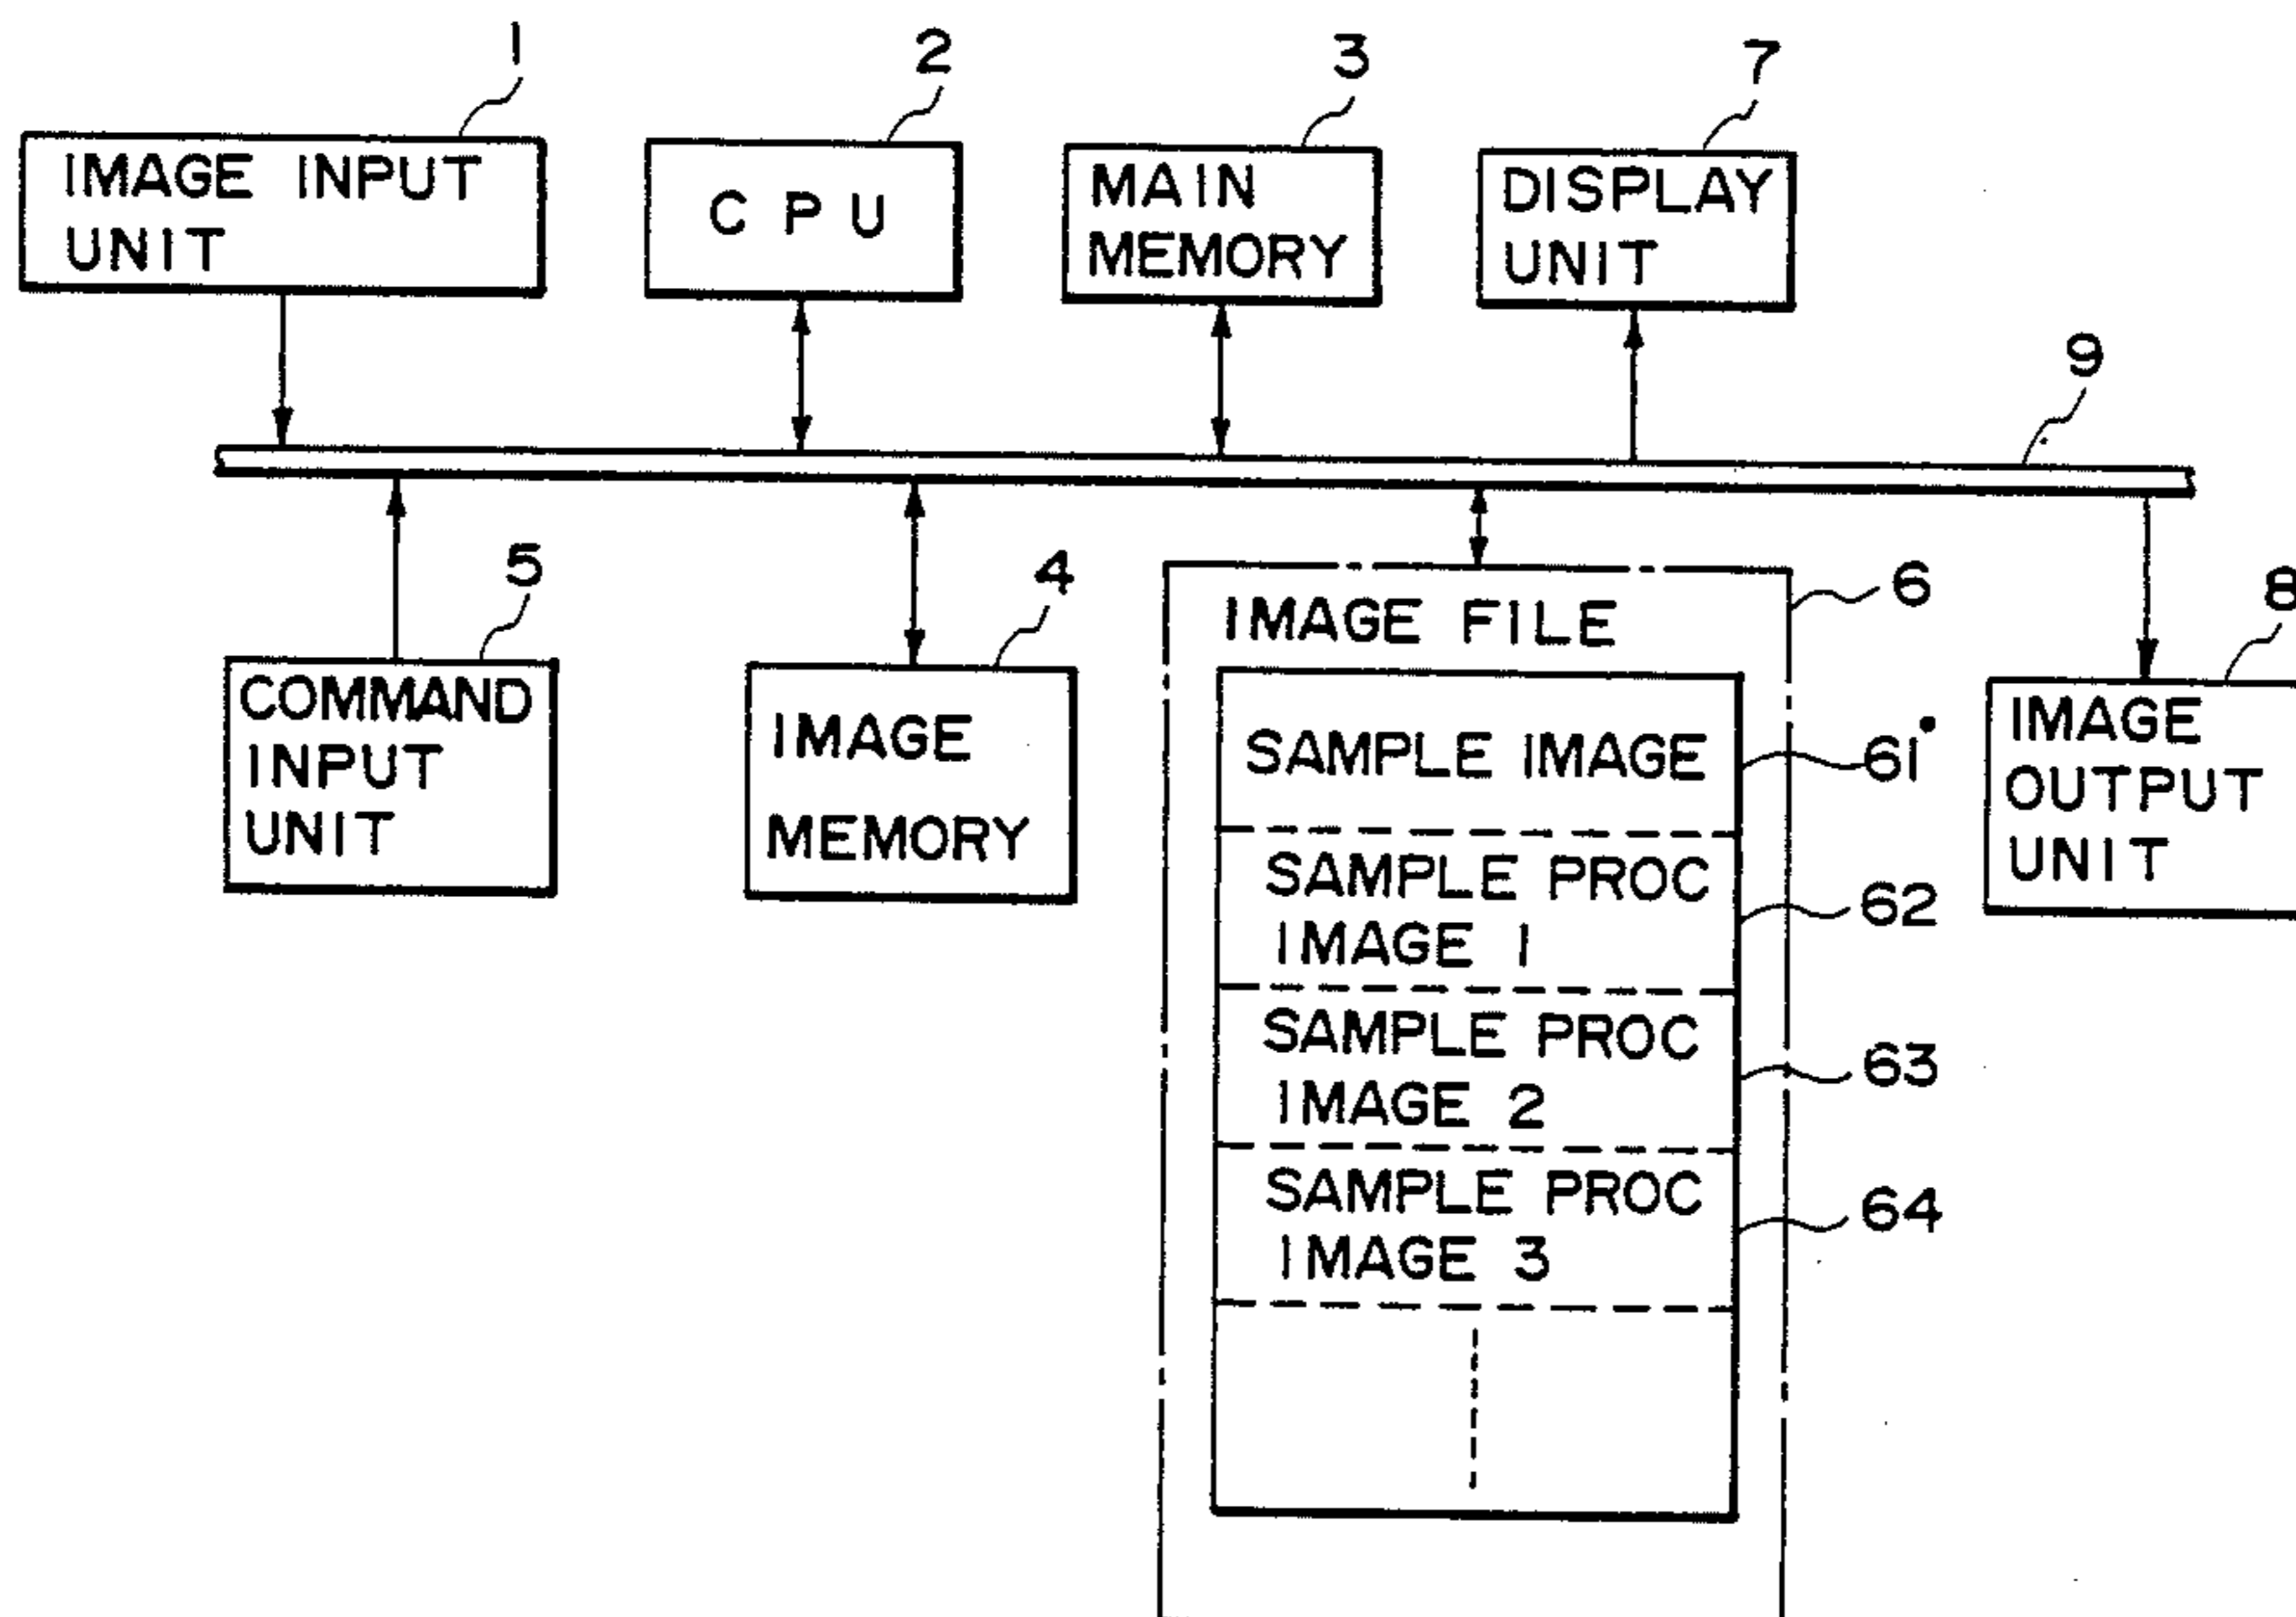 1
2
3
7
IMAGE INPUT
UNIT
C P U
MAIN
MEMORY
DISPLAY
UNIT
9
5
4
6
8
COMMAND
INPUT
UNIT
IMAGE
MEMORY
IMAGE FILE
SAMPLE IMAGE
61
SAMPLE PROC
IMAGE 1
62
SAMPLE PROC
IMAGE 2
63
SAMPLE PROC
IMAGE 3
64
IMAGE
OUTPUT
UNIT